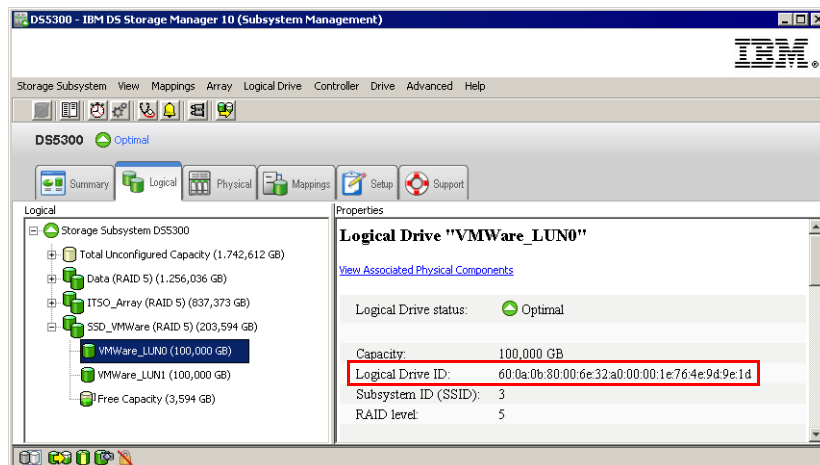 DS5300 - IBM DS Storage Manager 10 (Subsystem Management)
IBM
Storage Subsystem View Mappings Array Logical Drive Controller Drive Advanced Help
DS5300 Optimal
Summary Logical Physical Mappings Setup Support
Logical
Storage Subsystem DS5300
Total Unconfigured Capacity (1.742,612 GB)
Data (RAID 5) (1.256,036 GB)
ITSO_Array (RAID 5) (837,373 GB)
SSD_VMWare (RAID 5) (203,594 GB)
VMWare_LUN0 (100,000 GB)
VMWare_LUN1 (100,000 GB)
Free Capacity (3,594 GB)
Properties
Logical Drive "VMWare_LUN0"
View Associated Physical Components
Logical Drive status: Optimal
Capacity: 100,000 GB
Logical Drive ID: 60:0a:0b:80:00:6e:32:a0:00:00:1e:76:4e:9d:9e:1d
Subsystem ID (SSID): 3
RAID level: 5